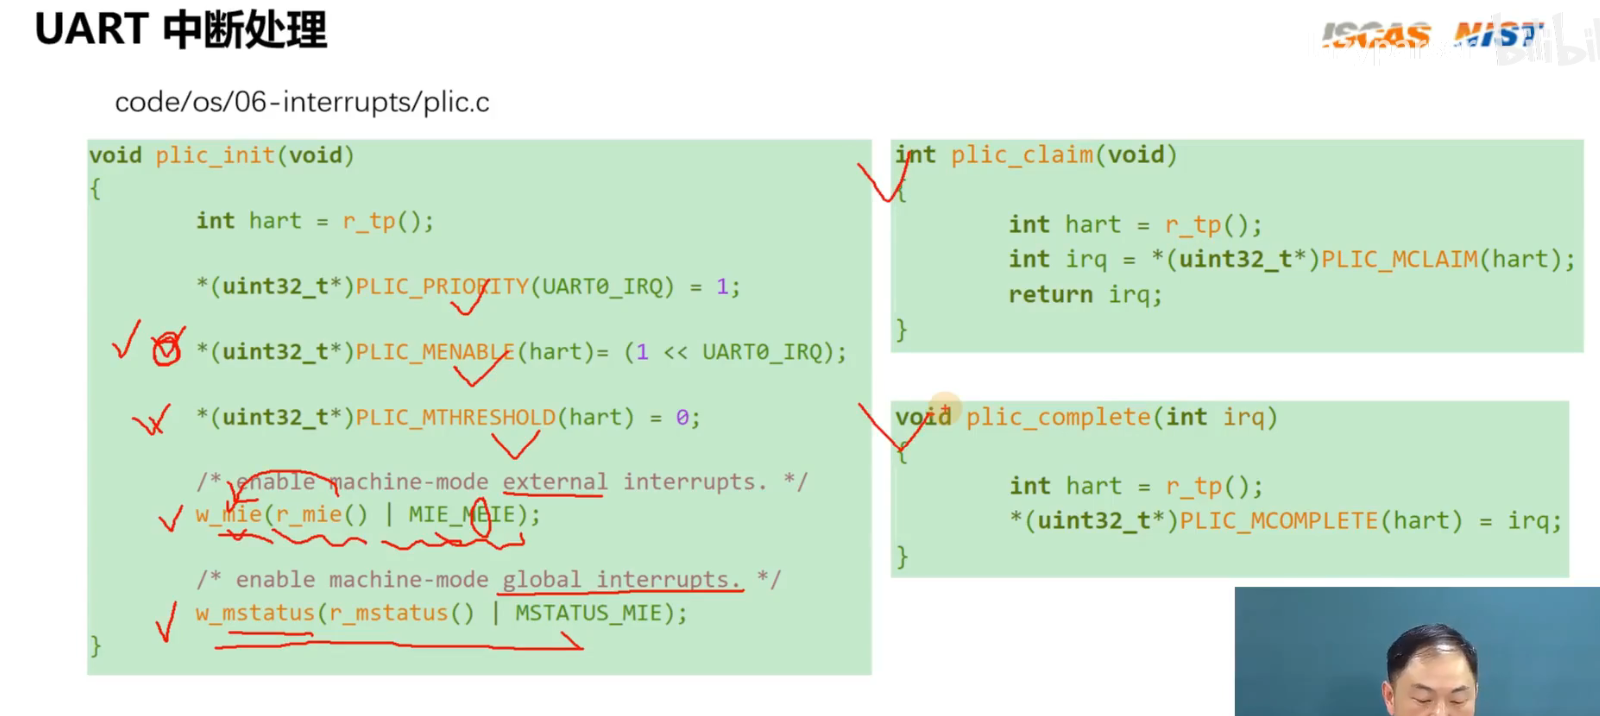 UART 中断处理
ISCAS NIST
bilibili
code/os/06-interrupts/plic.c
void plic_init(void)
{
int hart = r_tp();
*(uint32_t*)PLIC_PRIORITY(UART0_IRQ) = 1;
*(uint32_t*)PLIC_MENABLE(hart)= (1 << UART0_IRQ);
*(uint32_t*)PLIC_MTHRESHOLD(hart) = 0;
/* enable machine-mode external interrupts. */
w_mie(r_mie() | MIE_MEIE);
/* enable machine-mode global interrupts. */
w_mstatus(r_mstatus() | MSTATUS_MIE);
}
int plic_claim(void)
{
int hart = r_tp();
int irq = *(uint32_t*)PLIC_MCLAIM(hart);
return irq;
}
void plic_complete(int irq)
{
int hart = r_tp();
*(uint32_t*)PLIC_MCOMPLETE(hart) = irq;
}